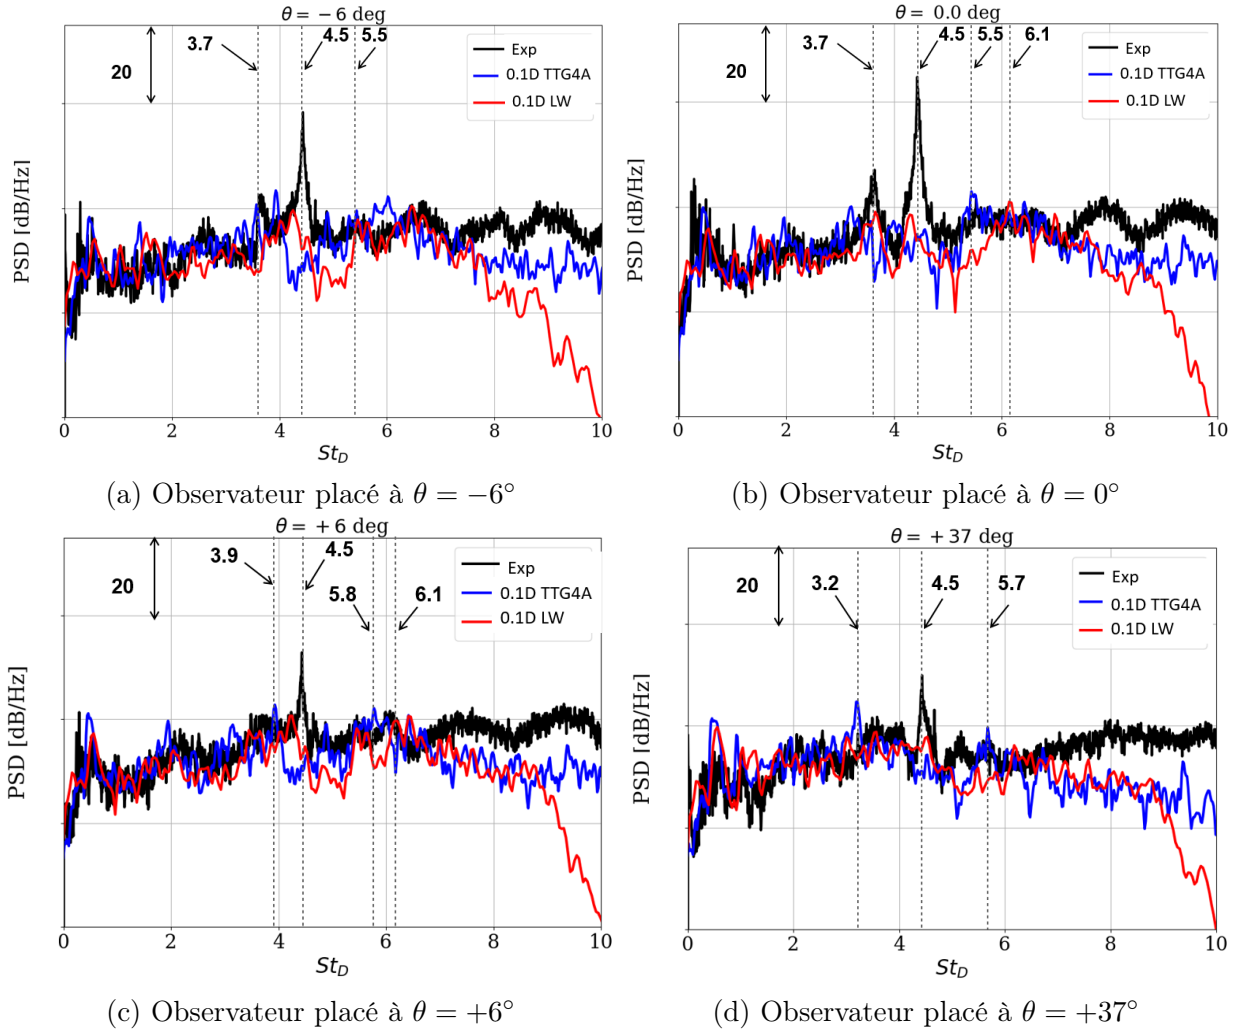 θ = − 6 deg
3.7
4.5
5.5
20
Exp
0.1D TTG4A
0.1D LW
PSD [dB/Hz]
0 2 4 6 8 10
St_D
(a) Observateur placé à θ = −6°
θ = 0.0 deg
3.7
4.5
5.5
6.1
20
Exp
0.1D TTG4A
0.1D LW
PSD [dB/Hz]
0 2 4 6 8 10
St_D
(b) Observateur placé à θ = 0°
θ = + 6 deg
3.9
4.5
5.8
6.1
20
Exp
0.1D TTG4A
0.1D LW
PSD [dB/Hz]
0 2 4 6 8 10
St_D
(c) Observateur placé à θ = +6°
θ = + 37 deg
20
3.2
4.5
5.7
Exp
0.1D TTG4A
0.1D LW
PSD [dB/Hz]
0 2 4 6 8 10
St_D
(d) Observateur placé à θ = +37°